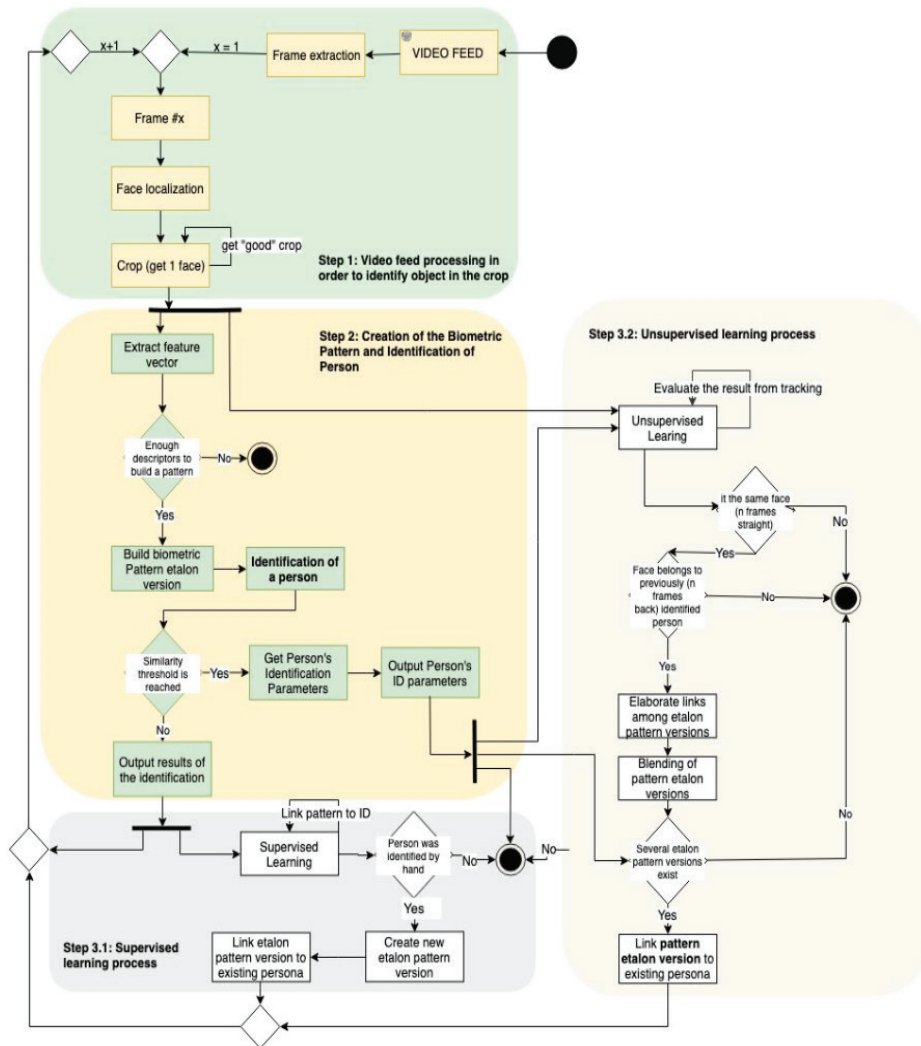 x+1
x = 1
Frame extraction
VIDEO FEED
Frame #x
Face localization
get "good" crop
Crop (get 1 face)
Step 1: Video feed processing in
order to identify object in the crop
Extract feature
vector
Step 2: Creation of the Biometric
Pattern and Identification of
Person
Enough
descriptors to
build a pattern
No
Yes
Build biometric
Pattern etalon
version
Identification of
a person
Similarity
threshold is
reached
Yes
Get Person's
Identification
Parameters
Output Person's
ID parameters
No
Output results of
the identification
Step 3.2: Unsupervised learning process
Evaluate the result from tracking
Unsupervised
Learing
it the same face
(n frames
straight)
No
Yes
Face belongs to
previously (n
frames
back) identified
person
No
Yes
Elaborate links
among etalon
pattern versions
Blending of
pattern etalon
versions
No
Several etalon
pattern versions
exist
Yes
Link pattern
etalon version to
existing persona
Link pattern to ID
Supervised
Learning
Person was
identified by
hand
No
No
Yes
Step 3.1: Supervised
learning process
Link etalon
pattern version to
existing persona
Create new
etalon pattern
version